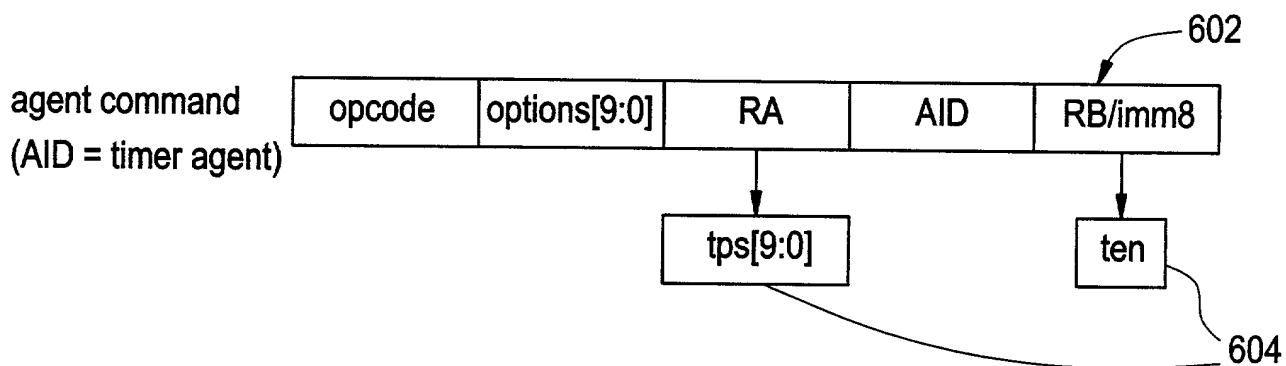 602
agent command
(AID = timer agent)
opcode options[9:0] RA AID RB/imm8
tps[9:0] ten
604